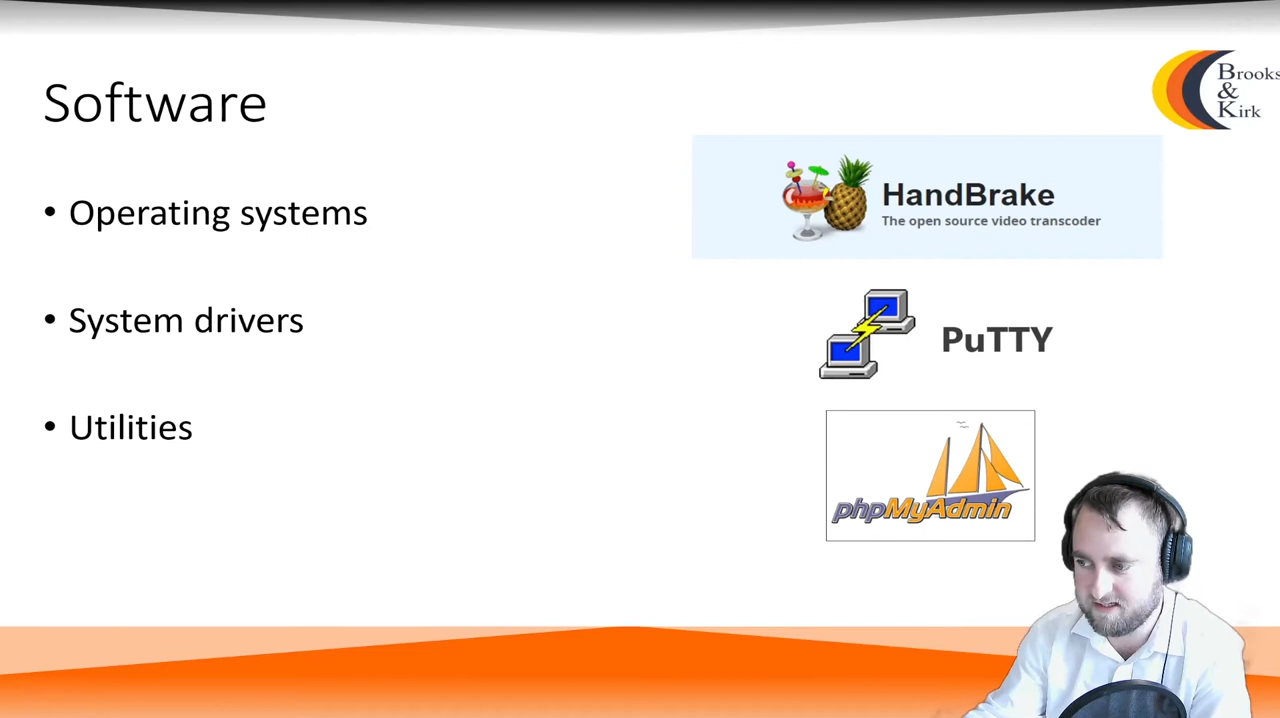 Software
Brooks
&
Kirk
• Operating systems
• System drivers
• Utilities
HandBrake
The open source video transcoder
PuTTY
phpMyAdmin